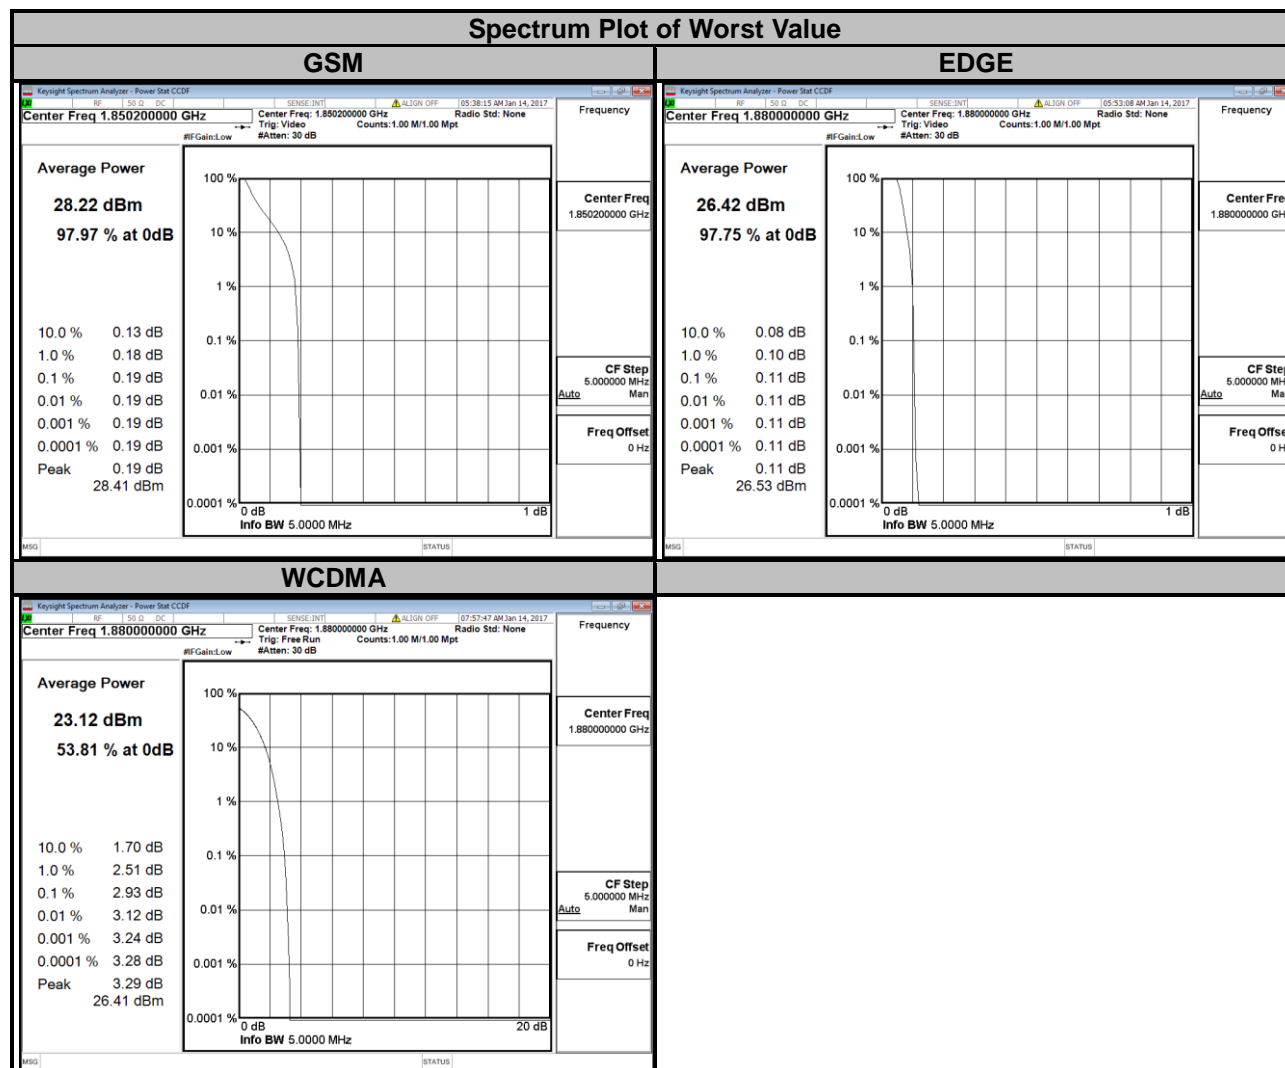 Spectrum Plot of Worst Value
GSM
EDGE
Keysight Spectrum Analyzer - Power Stat CCDF
RF 50 Ω DC SENSE:INT ALIGN OFF 05:38:15 AM Jan 14, 2017
Center Freq 1.850200000 GHz
Center Freq: 1.850200000 GHz Radio Std: None
Trig: Video Counts:1.00 M/1.00 Mpt
#IFGain:Low #Atten: 30 dB
Frequency
Average Power
28.22 dBm
97.97 % at 0dB
10.0 % 0.13 dB
1.0 % 0.18 dB
0.1 % 0.19 dB
0.01 % 0.19 dB
0.001 % 0.19 dB
0.0001 % 0.19 dB
Peak 0.19 dB
28.41 dBm
100 %
10 %
1 %
0.1 %
0.01 %
0.001 %
0.0001 %
0 dB 1 dB
Info BW 5.0000 MHz
Center Freq
1.850200000 GHz
CF Step
5.000000 MHz
Auto Man
Freq Offset
0 Hz
MSG STATUS
Keysight Spectrum Analyzer - Power Stat CCDF
RF 50 Ω DC SENSE:INT ALIGN OFF 05:53:08 AM Jan 14, 2017
Center Freq 1.880000000 GHz
Center Freq: 1.880000000 GHz Radio Std: None
Trig: Video Counts:1.00 M/1.00 Mpt
#IFGain:Low #Atten: 30 dB
Frequency
Average Power
26.42 dBm
97.75 % at 0dB
10.0 % 0.08 dB
1.0 % 0.10 dB
0.1 % 0.11 dB
0.01 % 0.11 dB
0.001 % 0.11 dB
0.0001 % 0.11 dB
Peak 0.11 dB
26.53 dBm
100 %
10 %
1 %
0.1 %
0.01 %
0.001 %
0.0001 %
0 dB 1 dB
Info BW 5.0000 MHz
Center Fre
1.880000000 GH
CF Step
5.000000 MH
Auto Ma
Freq Offse
0 H
MSG STATUS
WCDMA
Keysight Spectrum Analyzer - Power Stat CCDF
RF 50 Ω DC SENSE:INT ALIGN OFF 07:57:47 AM Jan 14, 2017
Center Freq 1.880000000 GHz
Center Freq: 1.880000000 GHz Radio Std: None
Trig: Free Run Counts:1.00 M/1.00 Mpt
#IFGain:Low #Atten: 30 dB
Frequency
Average Power
23.12 dBm
53.81 % at 0dB
10.0 % 1.70 dB
1.0 % 2.51 dB
0.1 % 2.93 dB
0.01 % 3.12 dB
0.001 % 3.24 dB
0.0001 % 3.28 dB
Peak 3.29 dB
26.41 dBm
100 %
10 %
1 %
0.1 %
0.01 %
0.001 %
0.0001 %
0 dB 20 dB
Info BW 5.0000 MHz
Center Freq
1.880000000 GHz
CF Step
5.000000 MHz
Auto Man
Freq Offset
0 Hz
MSG STATUS